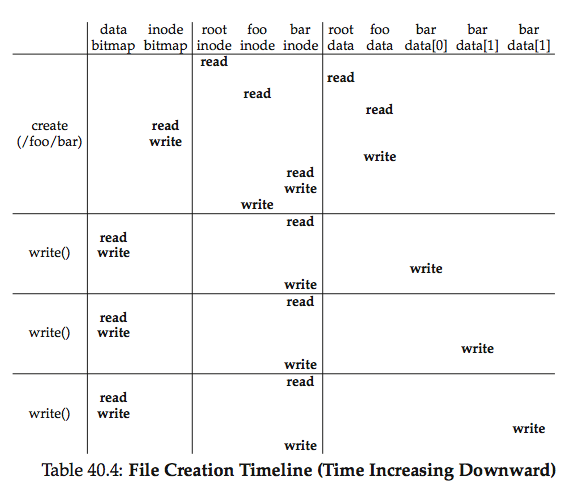 data inode root foo bar root foo bar bar bar
bitmap bitmap inode inode inode data data data[0] data[1] data[1]
read
read
read
read
create read
(/foo/bar) write
write
read
write
write
read
read
write() write
write
write
read
read
write() write
write
write
read
read
write() write
write
write
Table 40.4: File Creation Timeline (Time Increasing Downward)